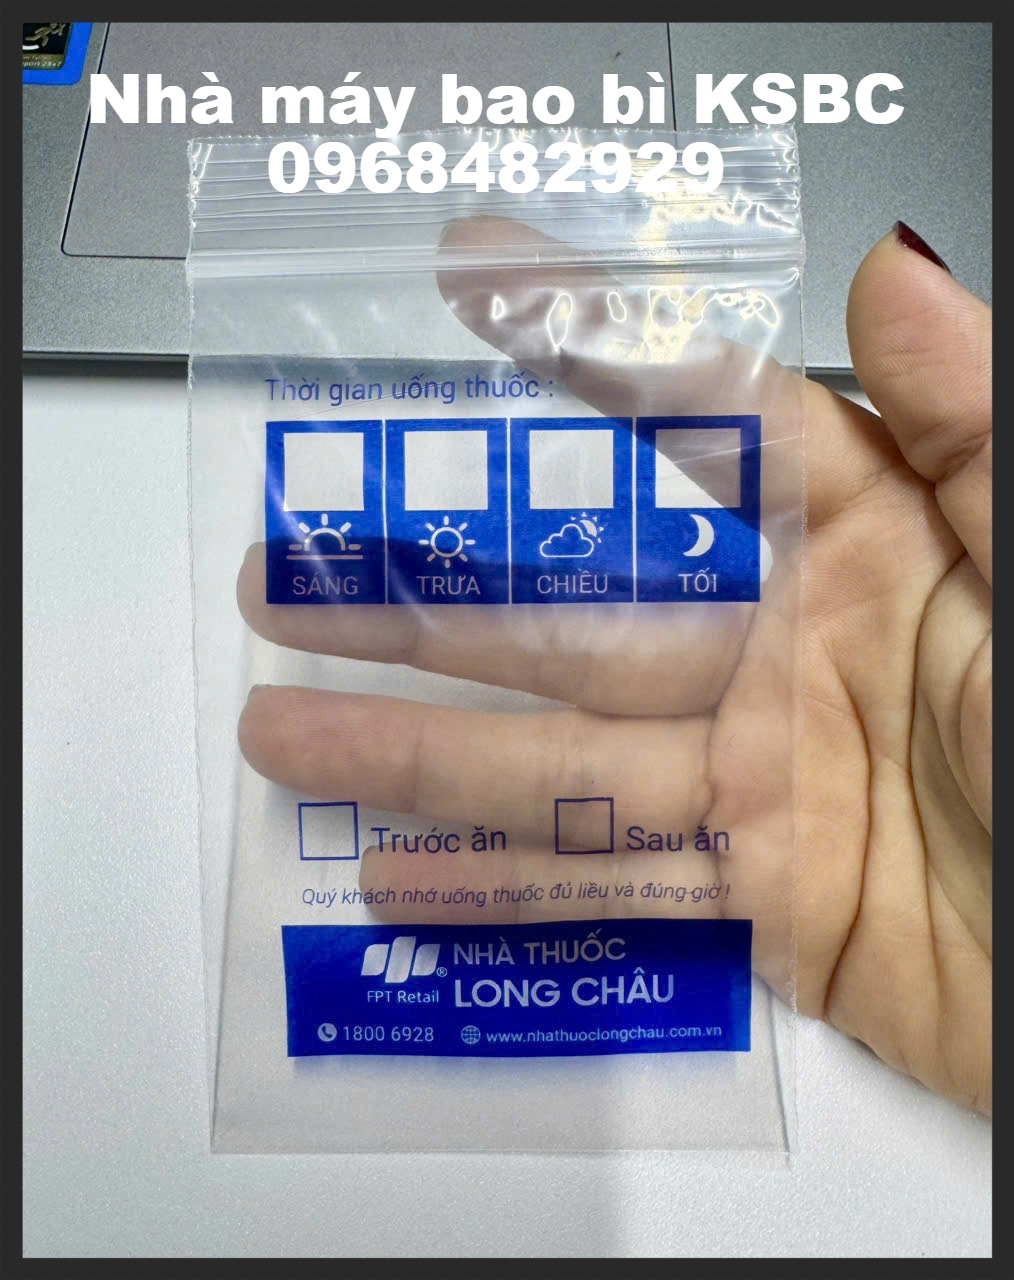 Nhà máy bao bì KSBC
0968482929
Thời gian uống thuốc :
SÁNG TRƯA CHIỀU TỐI
Trước ăn Sau ăn
Quý khách nhớ uống thuốc đủ liều và đúng giờ !
FPT Retail
®
NHÀ THUỐC
LONG CHÂU
1800 6928 www.nhathuoclongchau.com.vn